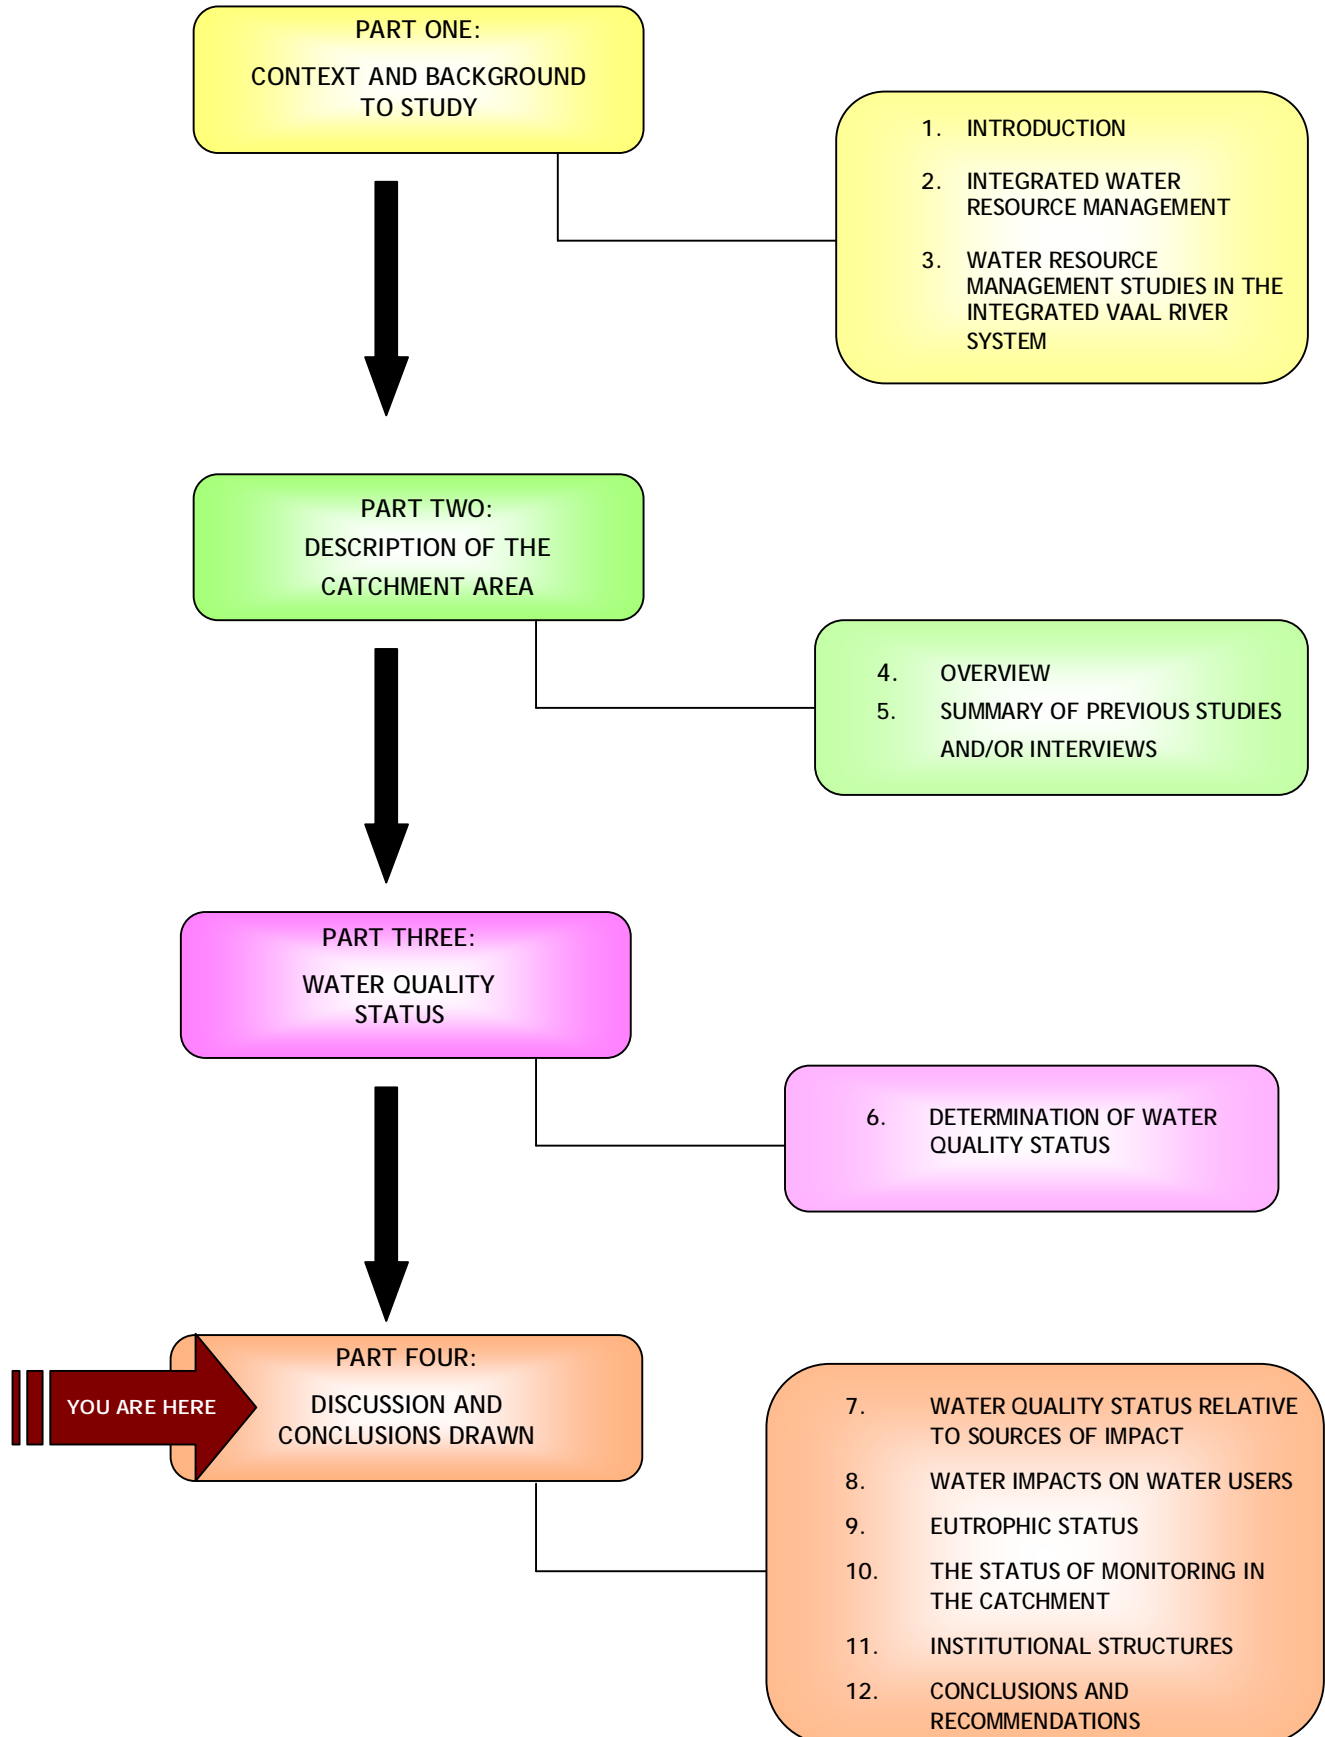 PART ONE:
CONTEXT AND BACKGROUND
TO STUDY
1. INTRODUCTION
2. INTEGRATED WATER
RESOURCE MANAGEMENT
3. WATER RESOURCE
MANAGEMENT STUDIES IN THE
INTEGRATED VAAL RIVER
SYSTEM
PART TWO:
DESCRIPTION OF THE
CATCHMENT AREA
4. OVERVIEW
5. SUMMARY OF PREVIOUS STUDIES
AND/OR INTERVIEWS
PART THREE:
WATER QUALITY
STATUS
6. DETERMINATION OF WATER
QUALITY STATUS
YOU ARE HERE
PART FOUR:
DISCUSSION AND
CONCLUSIONS DRAWN
7. WATER QUALITY STATUS RELATIVE
TO SOURCES OF IMPACT
8. WATER IMPACTS ON WATER USERS
9. EUTROPHIC STATUS
10. THE STATUS OF MONITORING IN
THE CATCHMENT
11. INSTITUTIONAL STRUCTURES
12. CONCLUSIONS AND
RECOMMENDATIONS